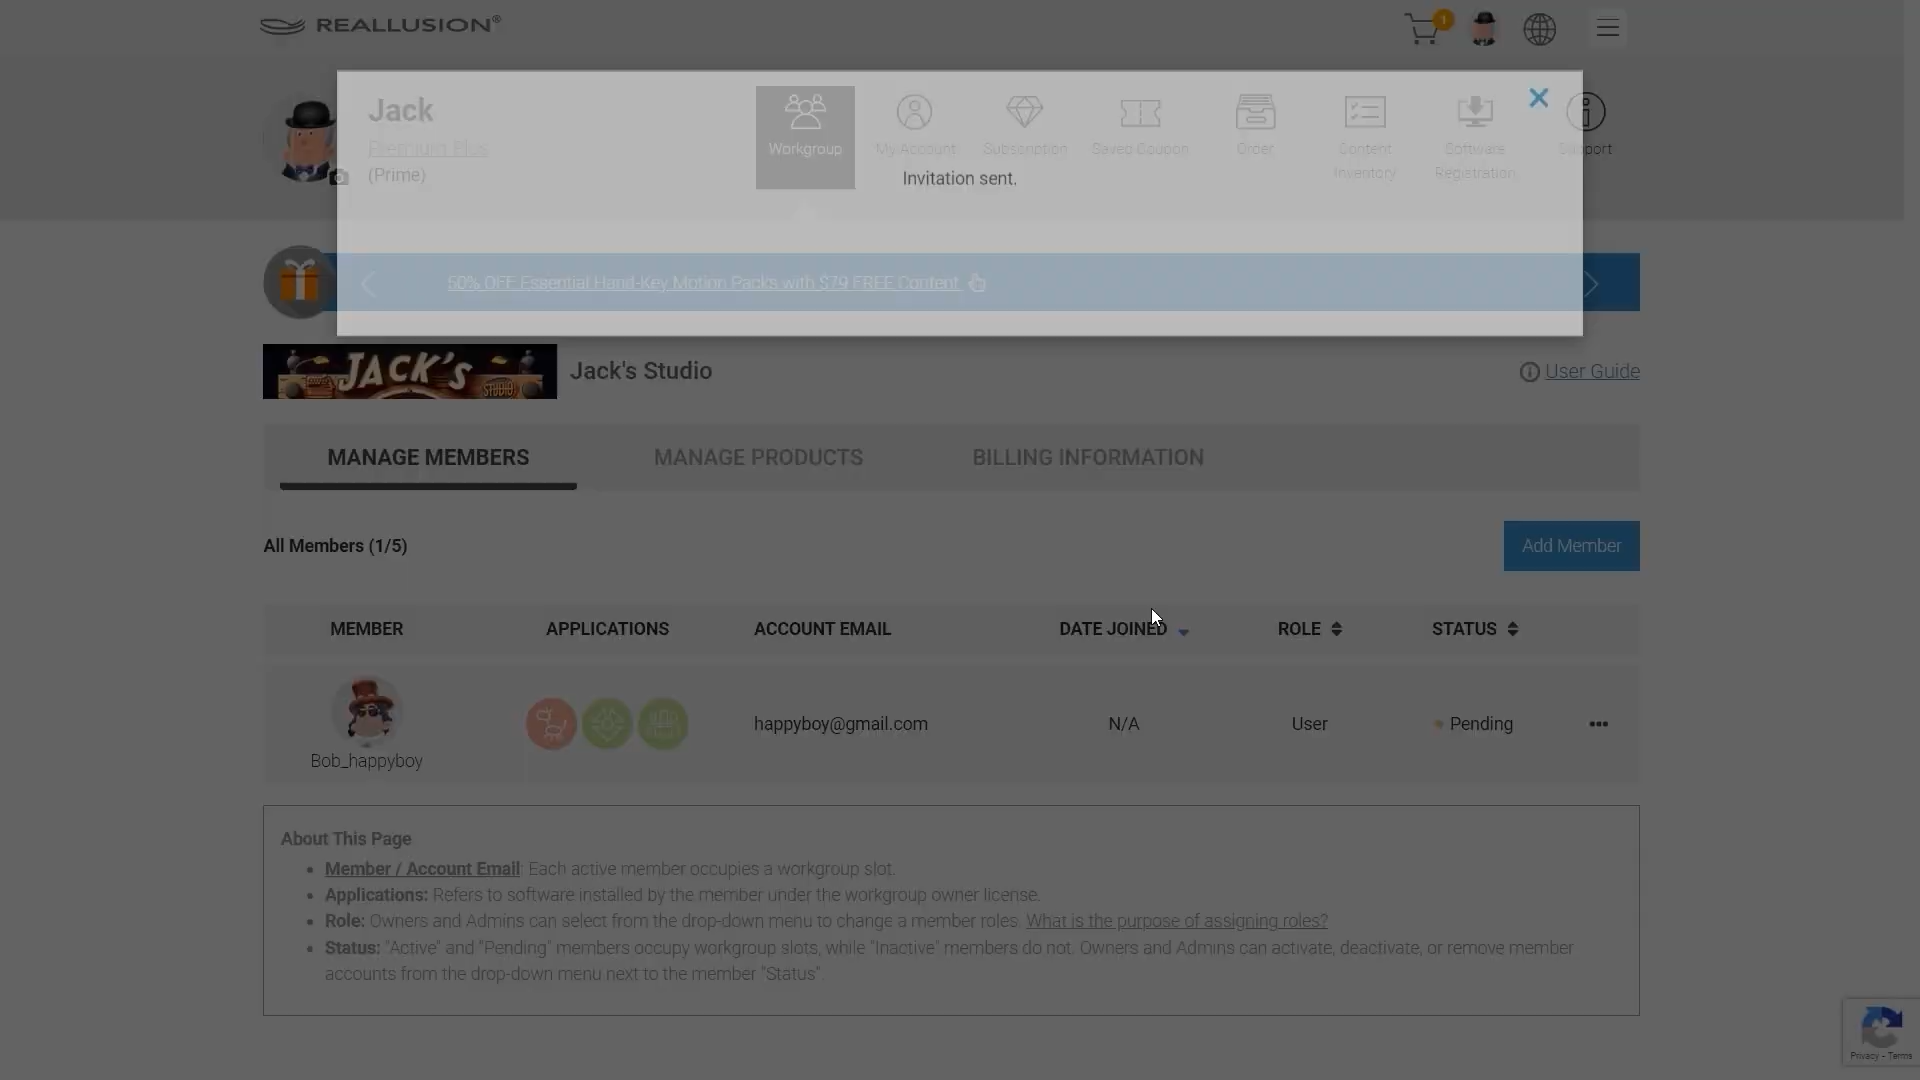 REALLUSION®
1
Jack
Premium Plus
(Prime)
Workgroup
My Account
Subscription
Saved Coupon
Order
Content
Inventory
Software
Registration
Support
Invitation sent.
50% OFF Essential Hand-Key Motion Packs with $79 FREE Content
JACK'S
STUDIO
Jack's Studio
User Guide
MANAGE MEMBERS
MANAGE PRODUCTS
BILLING INFORMATION
All Members (1/5)
Add Member
MEMBER
APPLICATIONS
ACCOUNT EMAIL
DATE JOINED
ROLE
STATUS
Bob_happyboy
happyboy@gmail.com
N/A
User
Pending
About This Page
• Member / Account Email: Each active member occupies a workgroup slot.
• Applications: Refers to software installed by the member under the workgroup owner license.
• Role: Owners and Admins can select from the drop-down menu to change a member roles. What is the purpose of assigning roles?
• Status: "Active" and "Pending" members occupy workgroup slots, while "Inactive" members do not. Owners and Admins can activate, deactivate, or remove member
accounts from the drop-down menu next to the member "Status".
Privacy - Terms